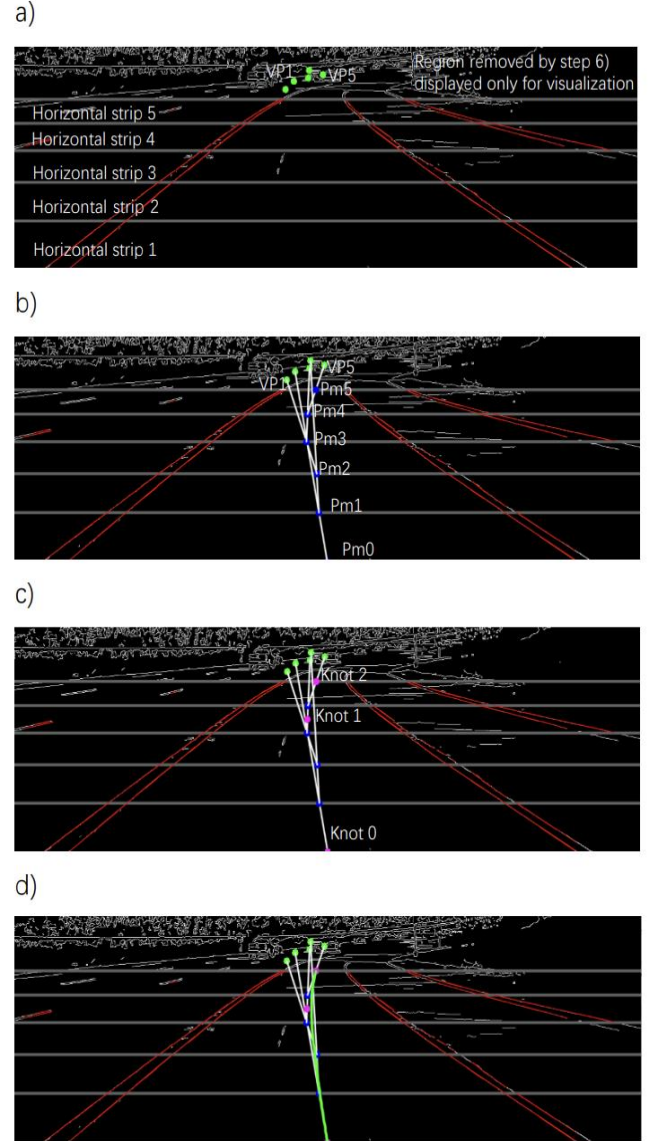 a)
Region removed by step 6)
VP1 VP5 displayed only for visualization
Horizontal strip 5
Horizontal strip 4
Horizontal strip 3
Horizontal strip 2
Horizontal strip 1
b)
VP5
VP1 Pm5
Pm4
Pm3
Pm2
Pm1
Pm0
c)
Knot 2
Knot 1
Knot 0
d)